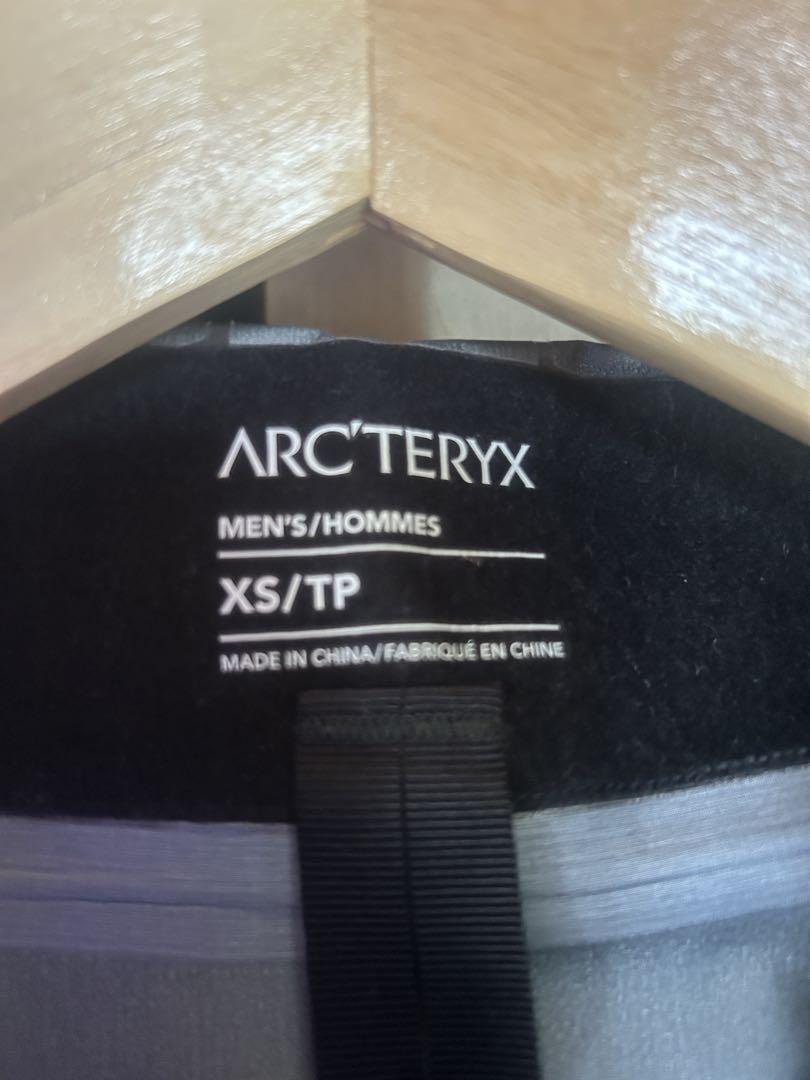 ARC'TERYX
MEN'S/HOMMES
XS/TP
MADE IN CHINA/FABRIQUÉ EN CHINE